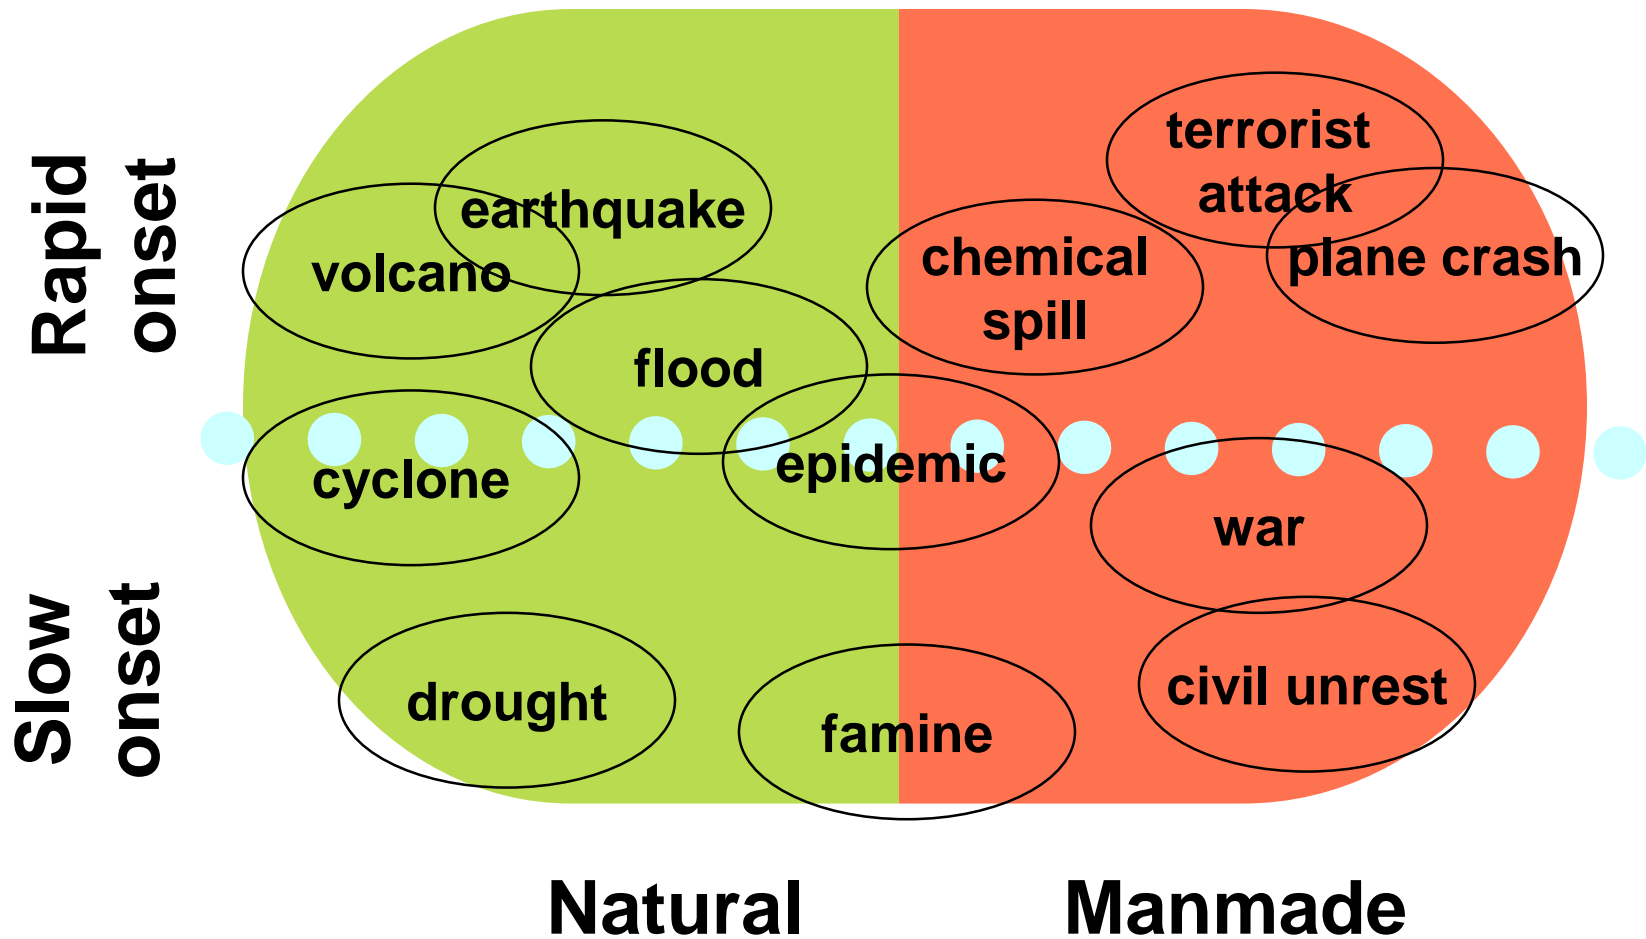 Rapid
onset
Slow
onset
earthquake
volcano
flood
cyclone
epidemic
drought
famine
terrorist
attack
plane crash
chemical
spill
war
civil unrest
Natural
Manmade